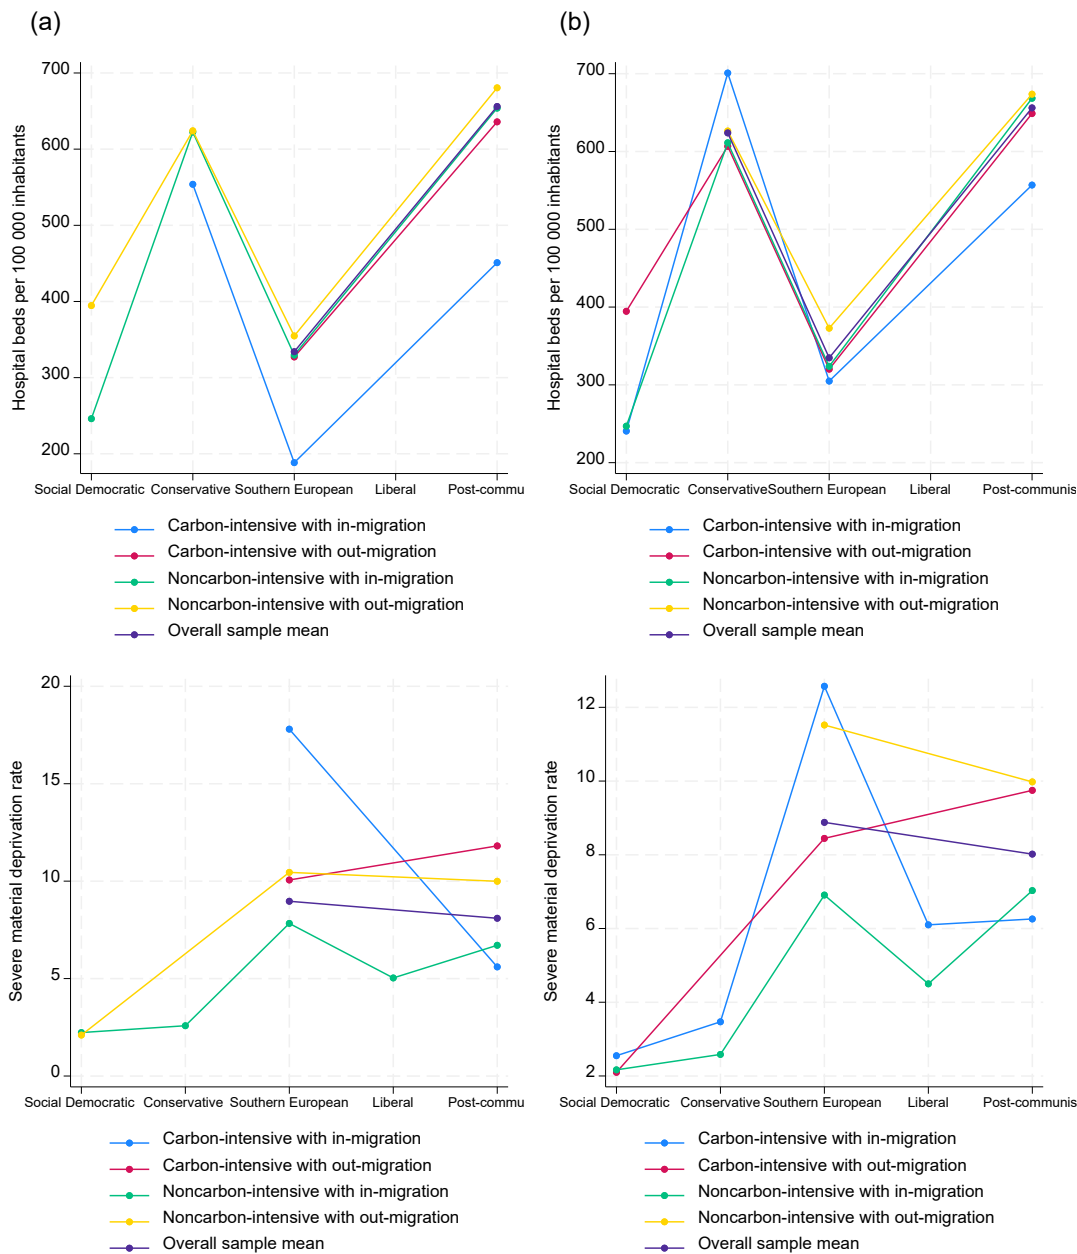 (a)
(b)
Hospital beds per 100 000 inhabitants
700
600
500
400
300
200
Social Democratic Conservative Southern European Liberal Post-commu
Carbon-intensive with in-migration
Carbon-intensive with out-migration
Noncarbon-intensive with in-migration
Noncarbon-intensive with out-migration
Overall sample mean
Hospital beds per 100 000 inhabitants
700
600
500
400
300
200
Social Democratic Conservative Southern European Liberal Post-communis
Carbon-intensive with in-migration
Carbon-intensive with out-migration
Noncarbon-intensive with in-migration
Noncarbon-intensive with out-migration
Overall sample mean
Severe material deprivation rate
20
15
10
5
0
Social Democratic Conservative Southern European Liberal Post-commu
Carbon-intensive with in-migration
Carbon-intensive with out-migration
Noncarbon-intensive with in-migration
Noncarbon-intensive with out-migration
Overall sample mean
Severe material deprivation rate
12
10
8
6
4
2
Social Democratic Conservative Southern European Liberal Post-communis
Carbon-intensive with in-migration
Carbon-intensive with out-migration
Noncarbon-intensive with in-migration
Noncarbon-intensive with out-migration
Overall sample mean